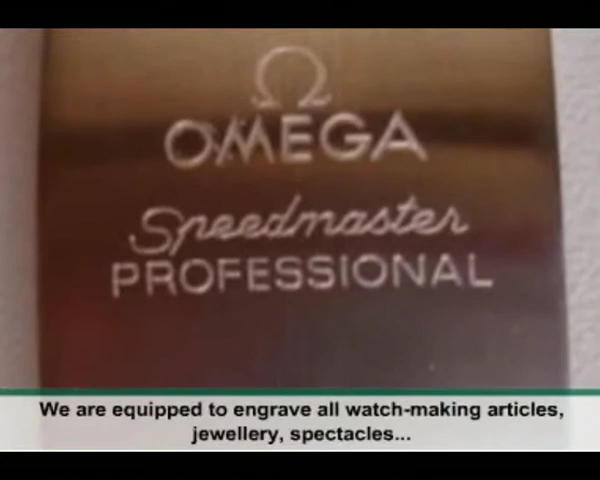 Ω
OMEGA
Speedmaster
PROFESSIONAL
We are equipped to engrave all watch-making articles,
jewellery, spectacles...